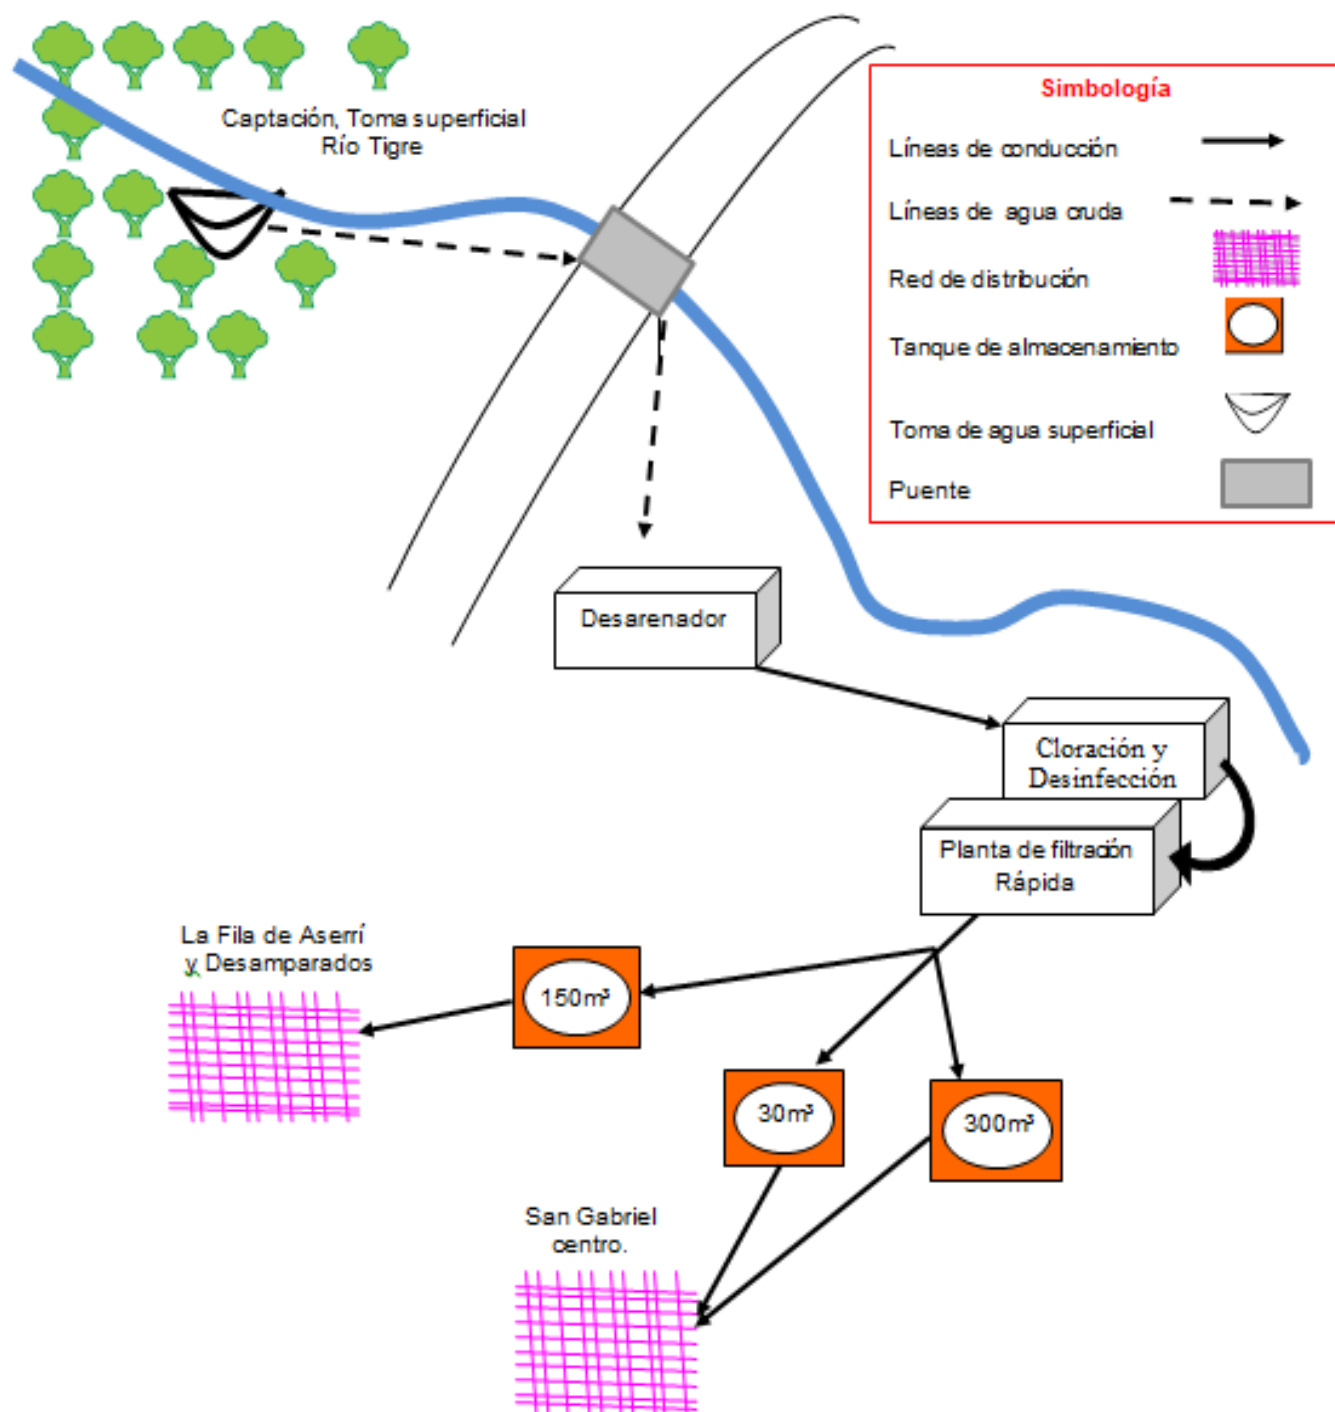 Captación, Toma superficial
Río Tigre
Simbología
Líneas de conducción
Líneas de agua cruda
Red de distribución
Tanque de almacenamiento
Toma de agua superficial
Puente
Desarenador
Cloración y
Desinfección
Planta de filtración
Rápida
La Fila de Aserrí
y Desamparados
150m³
30m³
300m³
San Gabriel
centro.